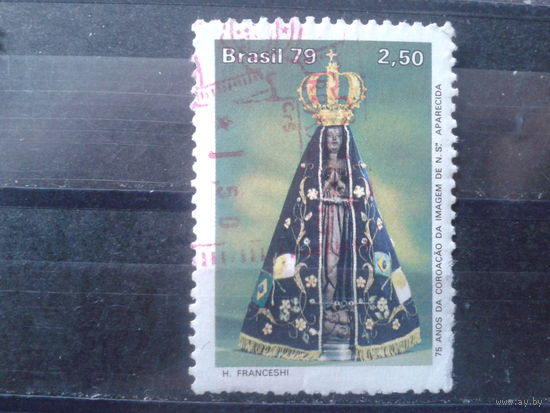 Brasil 79 2,50
75 ANOS DA COROAÇÃO DA IMAGEM DE N. Sª APARECIDA
H. FRANCESHI
www.ay.by